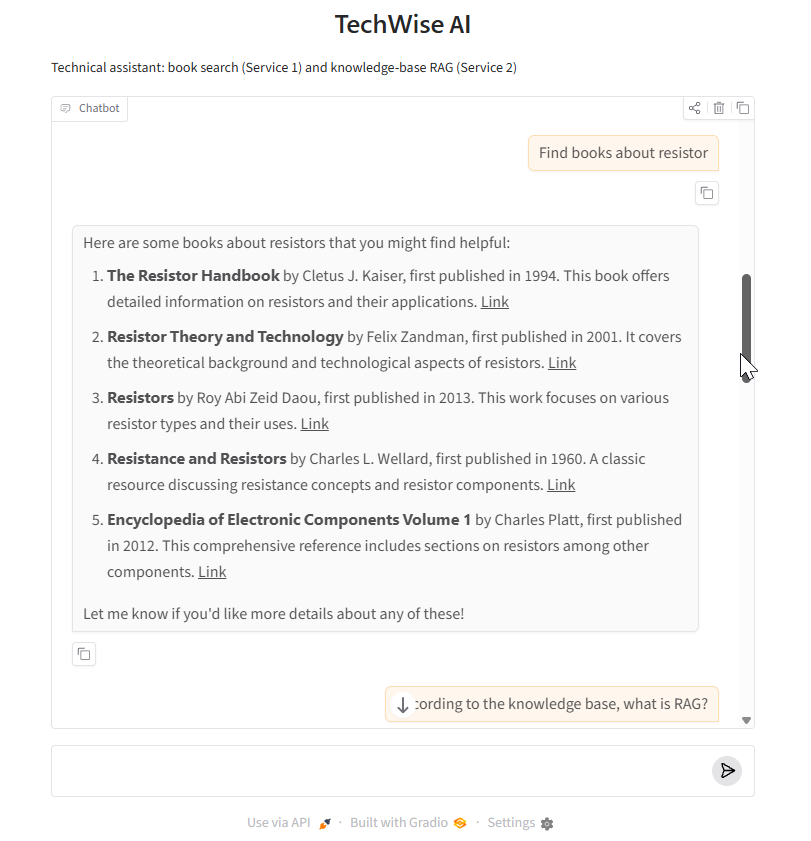 TechWise AI
Technical assistant: book search (Service 1) and knowledge-base RAG (Service 2)
Chatbot
Find books about resistor
Here are some books about resistors that you might find helpful:
1. The Resistor Handbook by Cletus J. Kaiser, first published in 1994. This book offers
detailed information on resistors and their applications. Link
2. Resistor Theory and Technology by Felix Zandman, first published in 2001. It covers
the theoretical background and technological aspects of resistors. Link
3. Resistors by Roy Abi Zeid Daou, first published in 2013. This work focuses on various
resistor types and their uses. Link
4. Resistance and Resistors by Charles L. Wellard, first published in 1960. A classic
resource discussing resistance concepts and resistor components. Link
5. Encyclopedia of Electronic Components Volume 1 by Charles Platt, first published
in 2012. This comprehensive reference includes sections on resistors among other
components. Link
Let me know if you'd like more details about any of these!
to the knowledge base, what is RAG?
Use via API · Built with Gradio · Settings